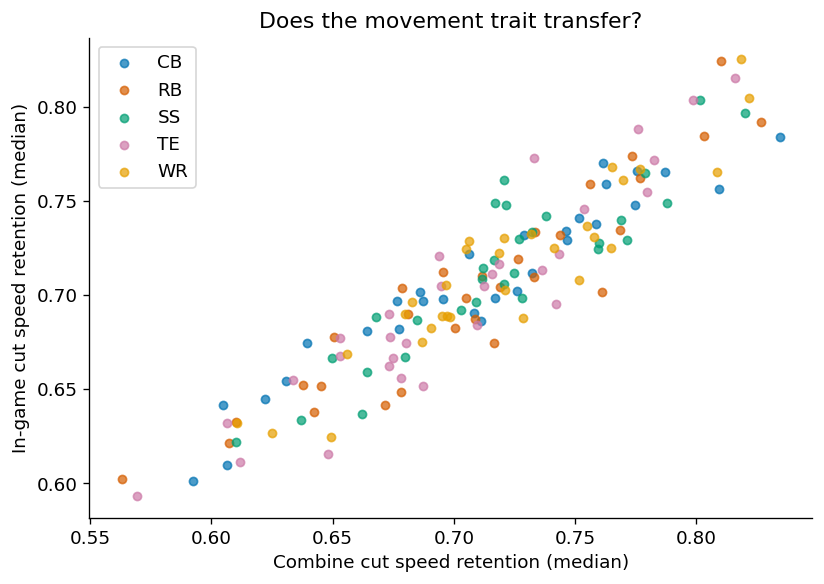 Does the movement trait transfer?
CB
RB
SS
TE
WR
In-game cut speed retention (median)
0.80
0.75
0.70
0.65
0.60
0.55 0.60 0.65 0.70 0.75 0.80
Combine cut speed retention (median)